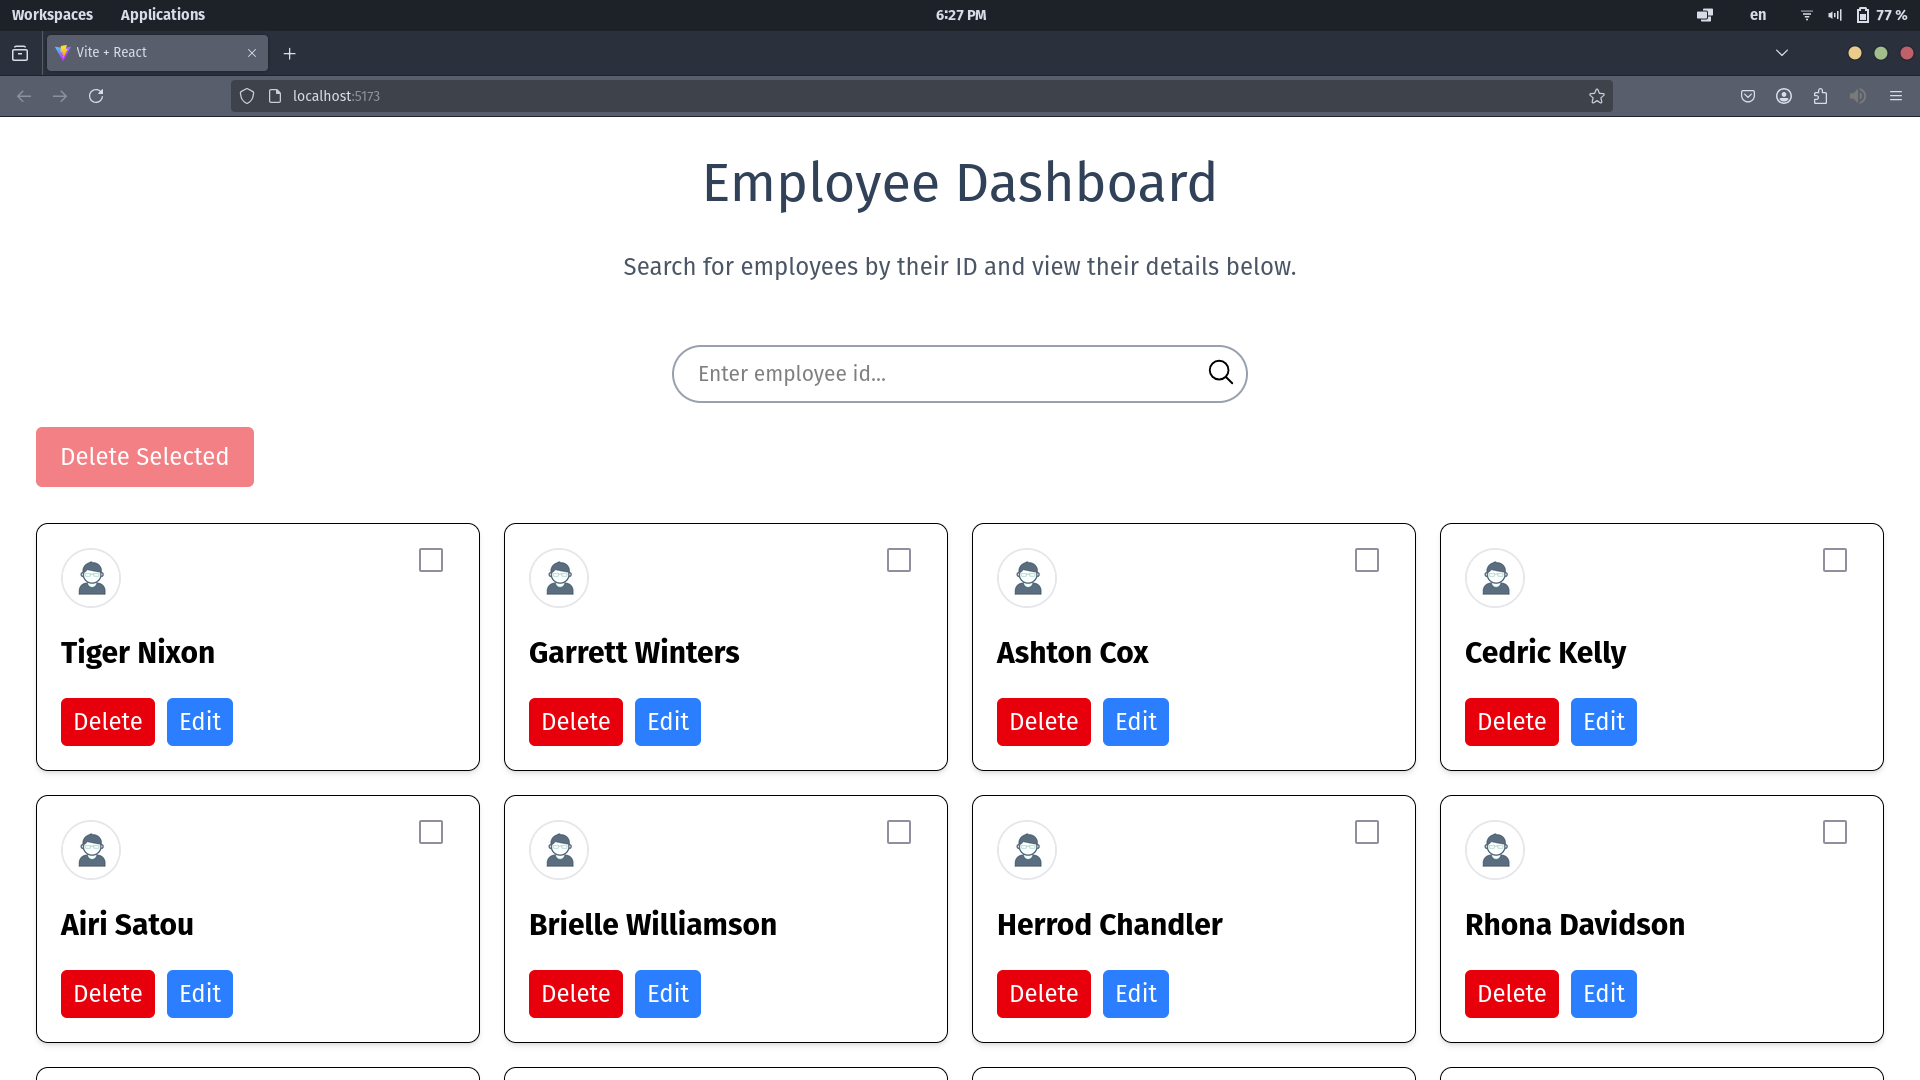 Workspaces Applications 6:27 PM en 77 %
Vite + React
localhost:5173
Employee Dashboard
Search for employees by their ID and view their details below.
Enter employee id...
Delete Selected
Tiger Nixon Garrett Winters Ashton Cox Cedric Kelly
Delete Edit Delete Edit Delete Edit Delete Edit
Airi Satou Brielle Williamson Herrod Chandler Rhona Davidson
Delete Edit Delete Edit Delete Edit Delete Edit